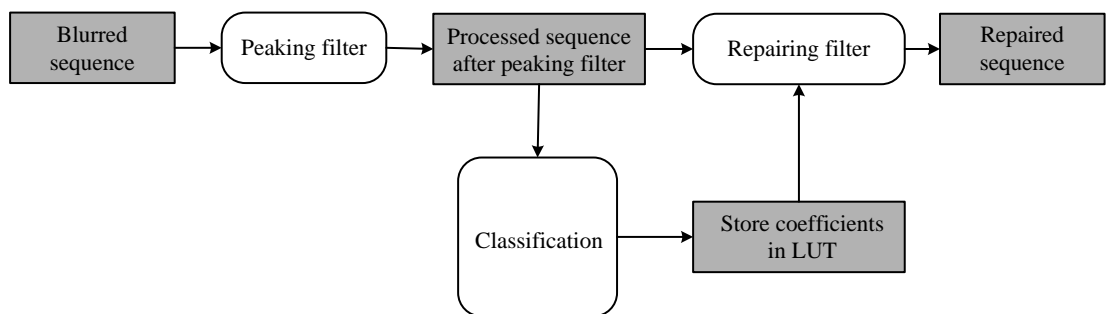 Blurred
sequence
Peaking filter
Processed sequence
after peaking filter
Repairing filter
Repaired
sequence
Classification
Store coefficients
in LUT